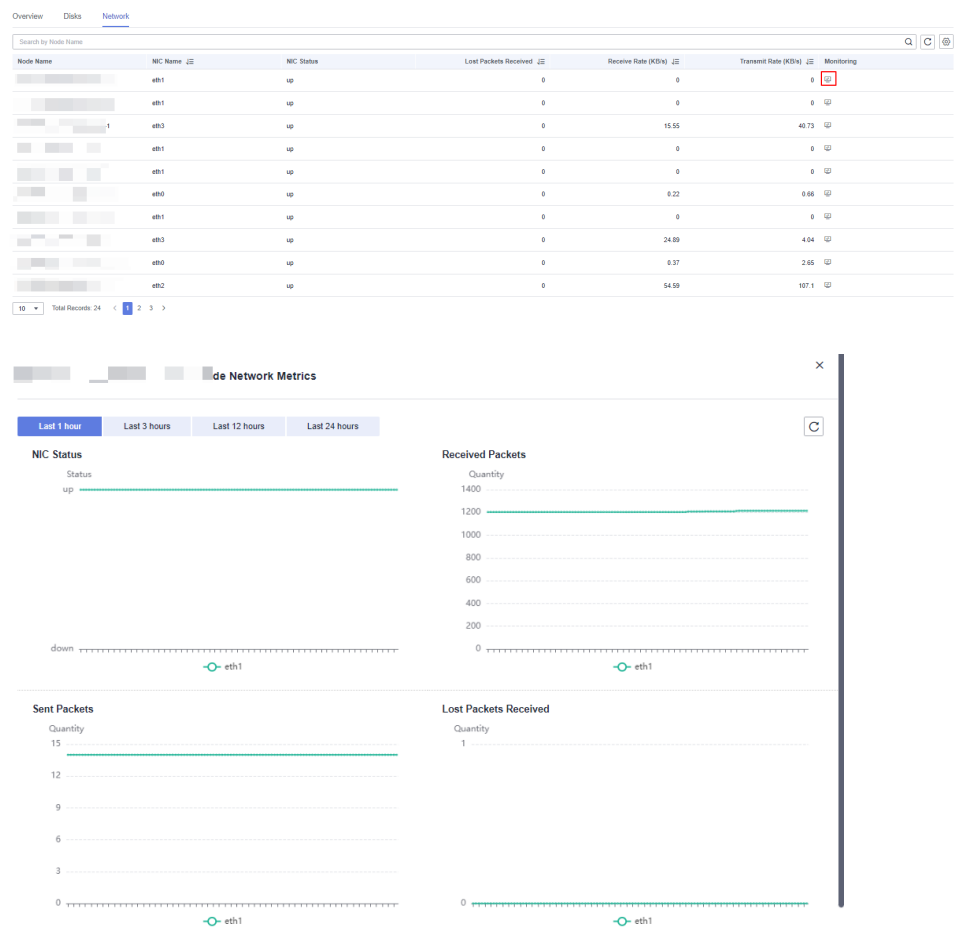 Overview Disks Network
Search by Node Name
Node Name NIC Name NIC Status Lost Packets Received Receive Rate (KB/s) Transmit Rate (KB/s) Monitoring
eth1 up 0 0 0
eth1 up 0 0 0
1 eth3 up 0 15.55 40.73
eth1 up 0 0 0
eth1 up 0 0 0
eth0 up 0 0.22 0.66
eth1 up 0 0 0
eth3 up 0 24.89 4.04
eth0 up 0 0.37 2.65
eth2 up 0 54.59 107.1
10 Total Records: 24 < 1 2 3 >
de Network Metrics
Last 1 hour Last 3 hours Last 12 hours Last 24 hours
NIC Status
Status
up
down
eth1
Received Packets
Quantity
1400
1200
1000
800
600
400
200
0
eth1
Sent Packets
Quantity
15
12
9
6
3
0
eth1
Lost Packets Received
Quantity
1
0
eth1